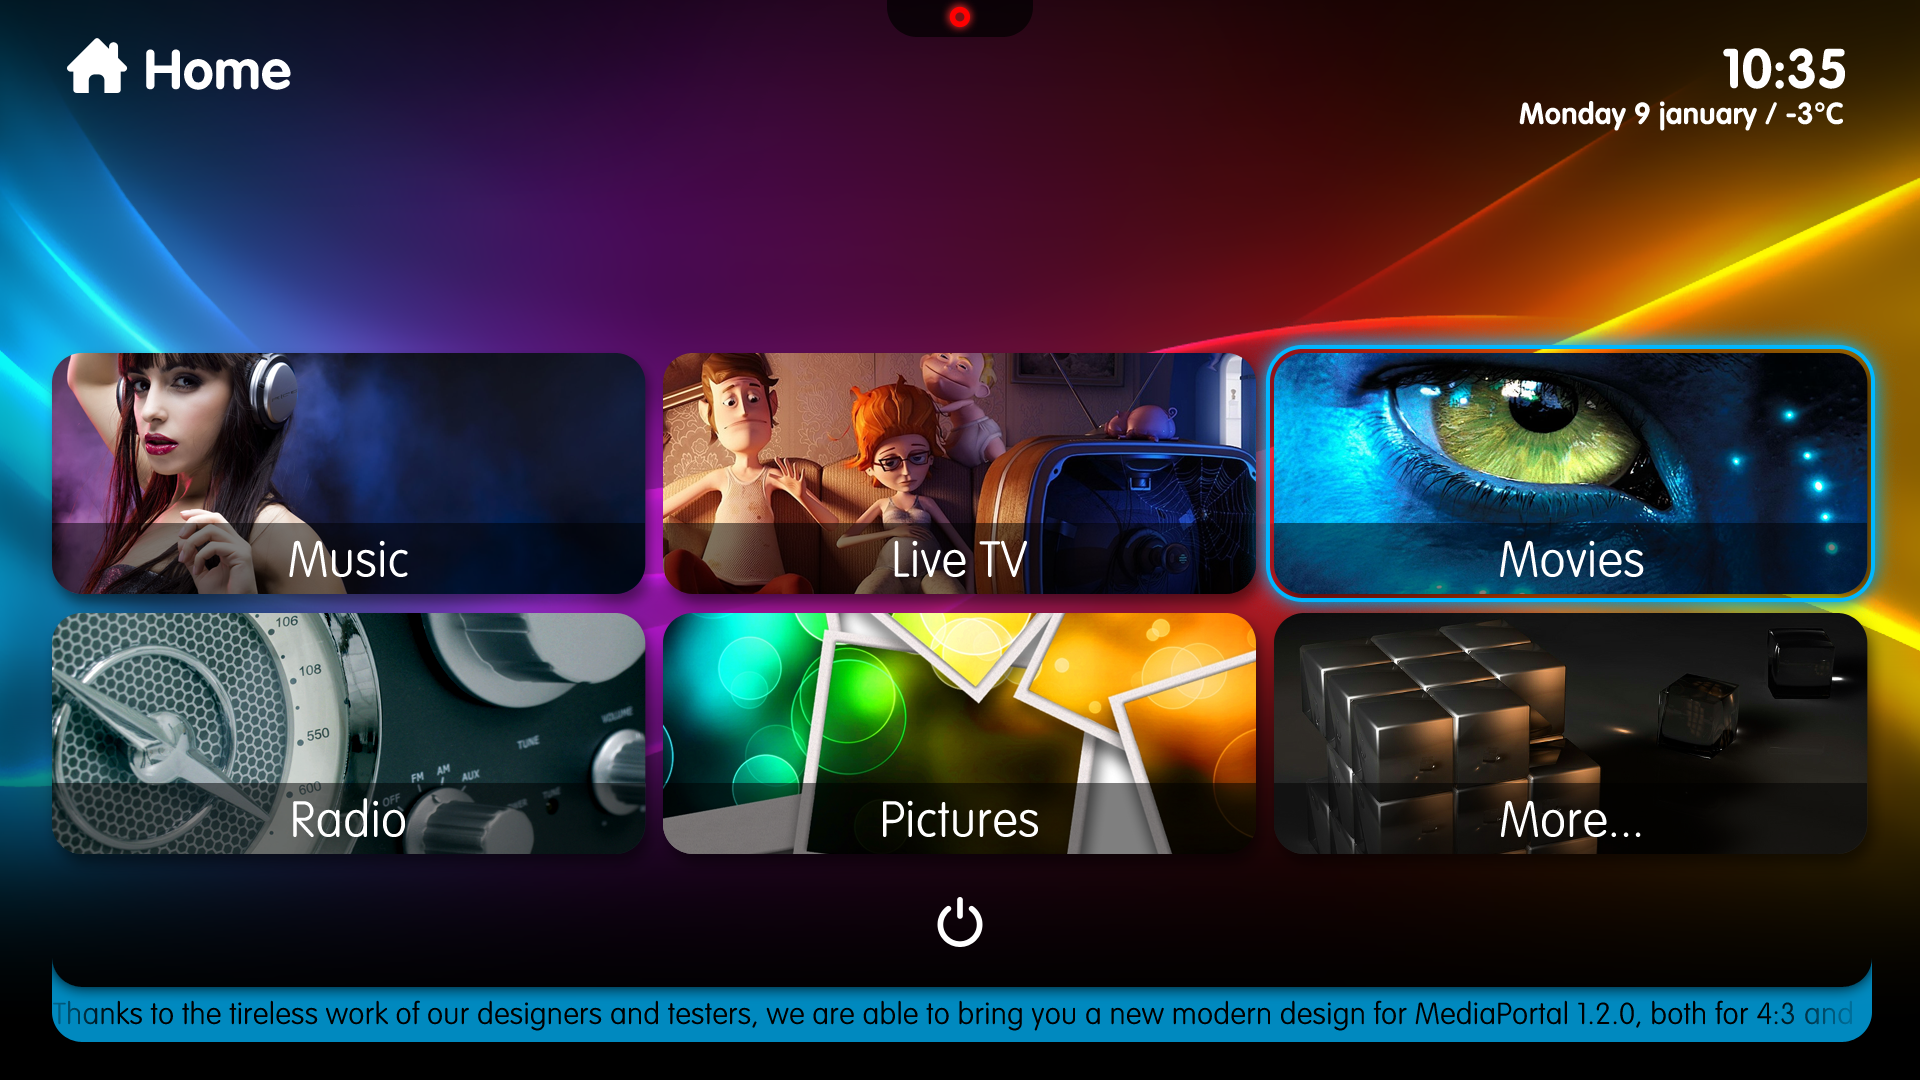 Home
10:35
Monday 9 january / -3°C
Music
Live TV
Movies
106
108
550
600
VOLUME
TUNE
FM AM AUX
OFF
TUNE
Radio
Pictures
More...
Thanks to the tireless work of our designers and testers, we are able to bring you a new modern design for MediaPortal 1.2.0, both for 4:3 and